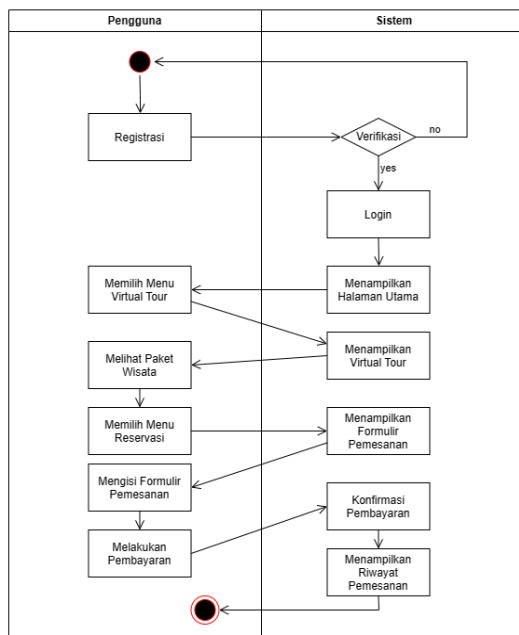 Pengguna
Sistem
Registrasi
Verifikasi
no
yes
Login
Menampilkan
Halaman Utama
Memilih Menu
Virtual Tour
Menampilkan
Virtual Tour
Melihat Paket
Wisata
Memilih Menu
Reservasi
Menampilkan
Formulir
Pemesanan
Mengisi Formulir
Pemesanan
Melakukan
Pembayaran
Konfirmasi
Pembayaran
Menampilkan
Riwayat
Pemesanan